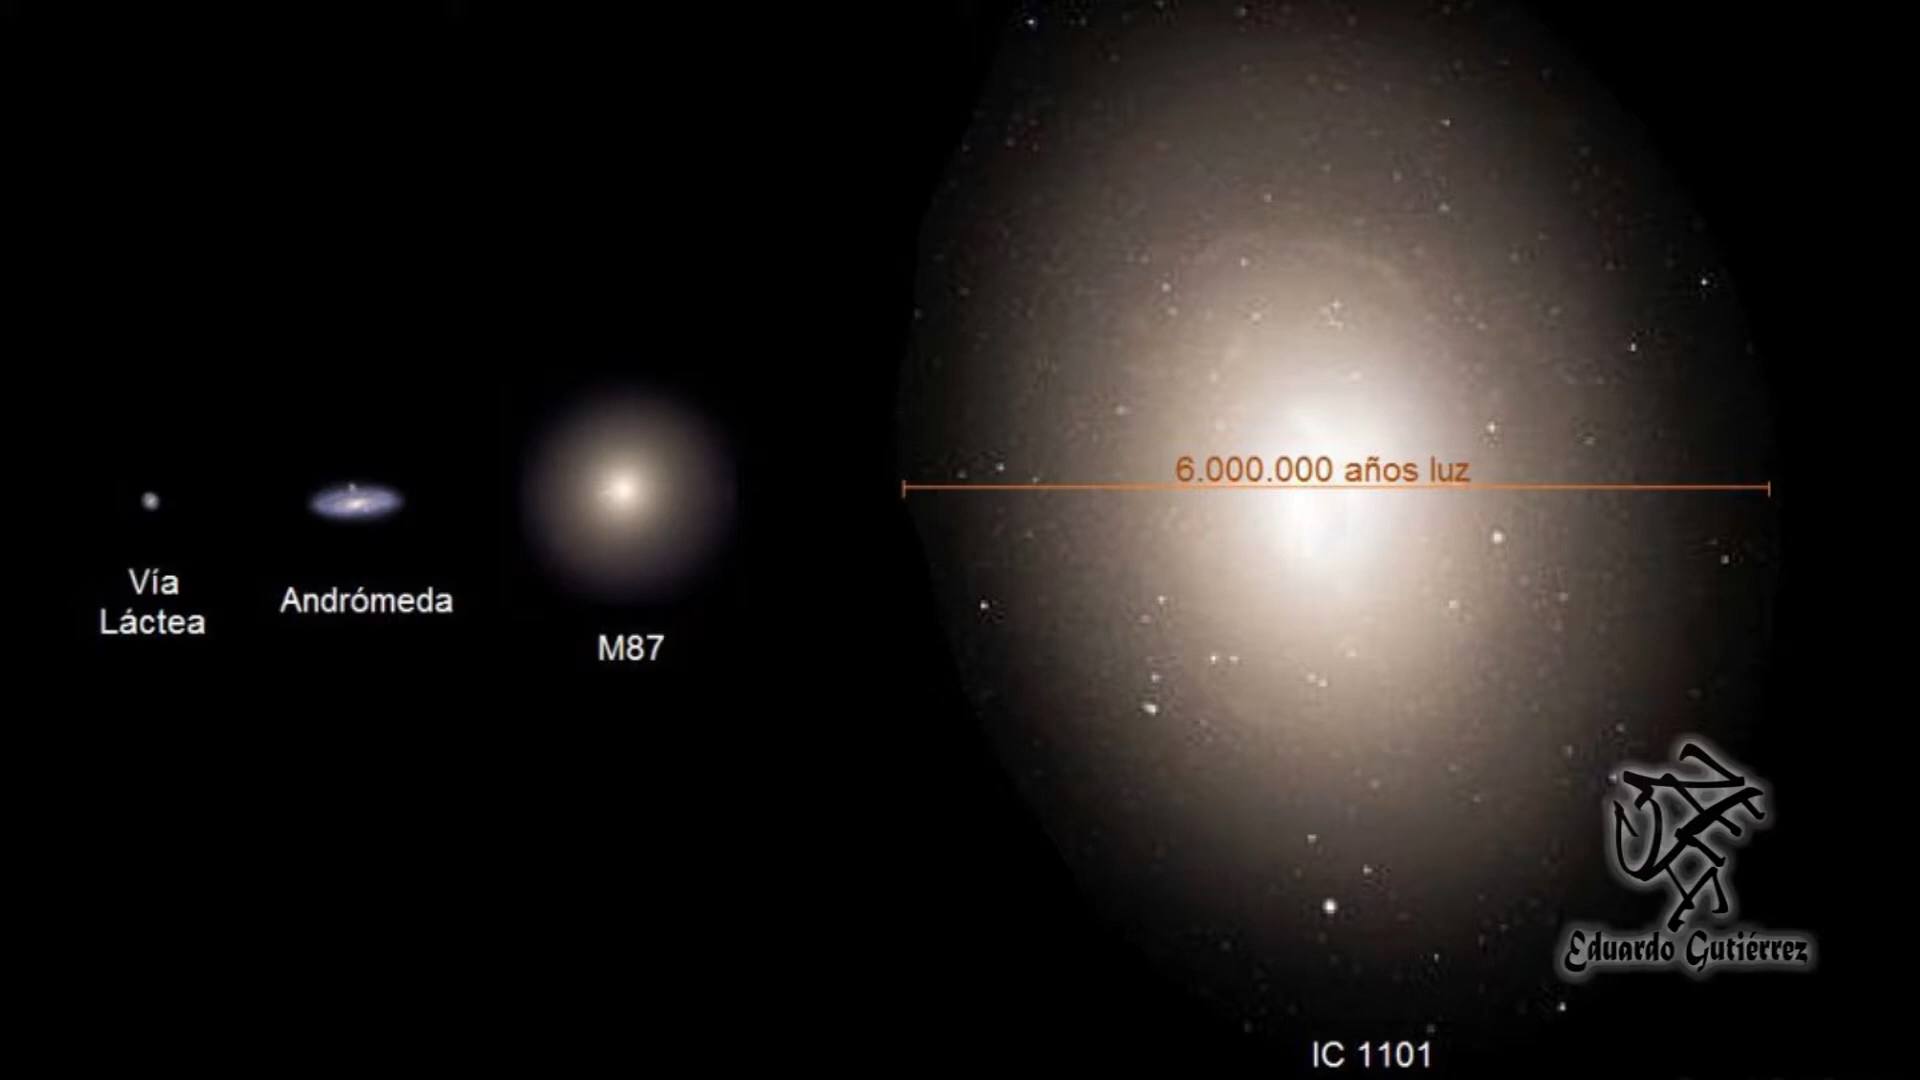 6.000.000 años luz
Vía
Láctea
Andrómeda
M87
Eduardo Gutiérrez
IC 1101